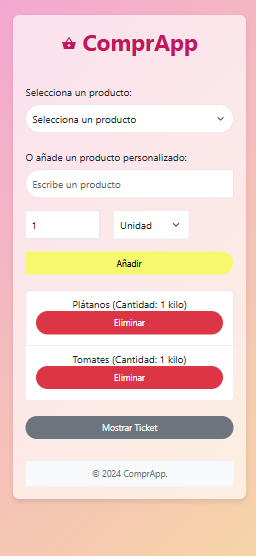 ComprApp
Selecciona un producto:
Selecciona un producto
O añade un producto personalizado:
Escribe un producto
1
Unidad
Añadir
Plátanos (Cantidad: 1 kilo)
Eliminar
Tomates (Cantidad: 1 kilo)
Eliminar
Mostrar Ticket
© 2024 ComprApp.